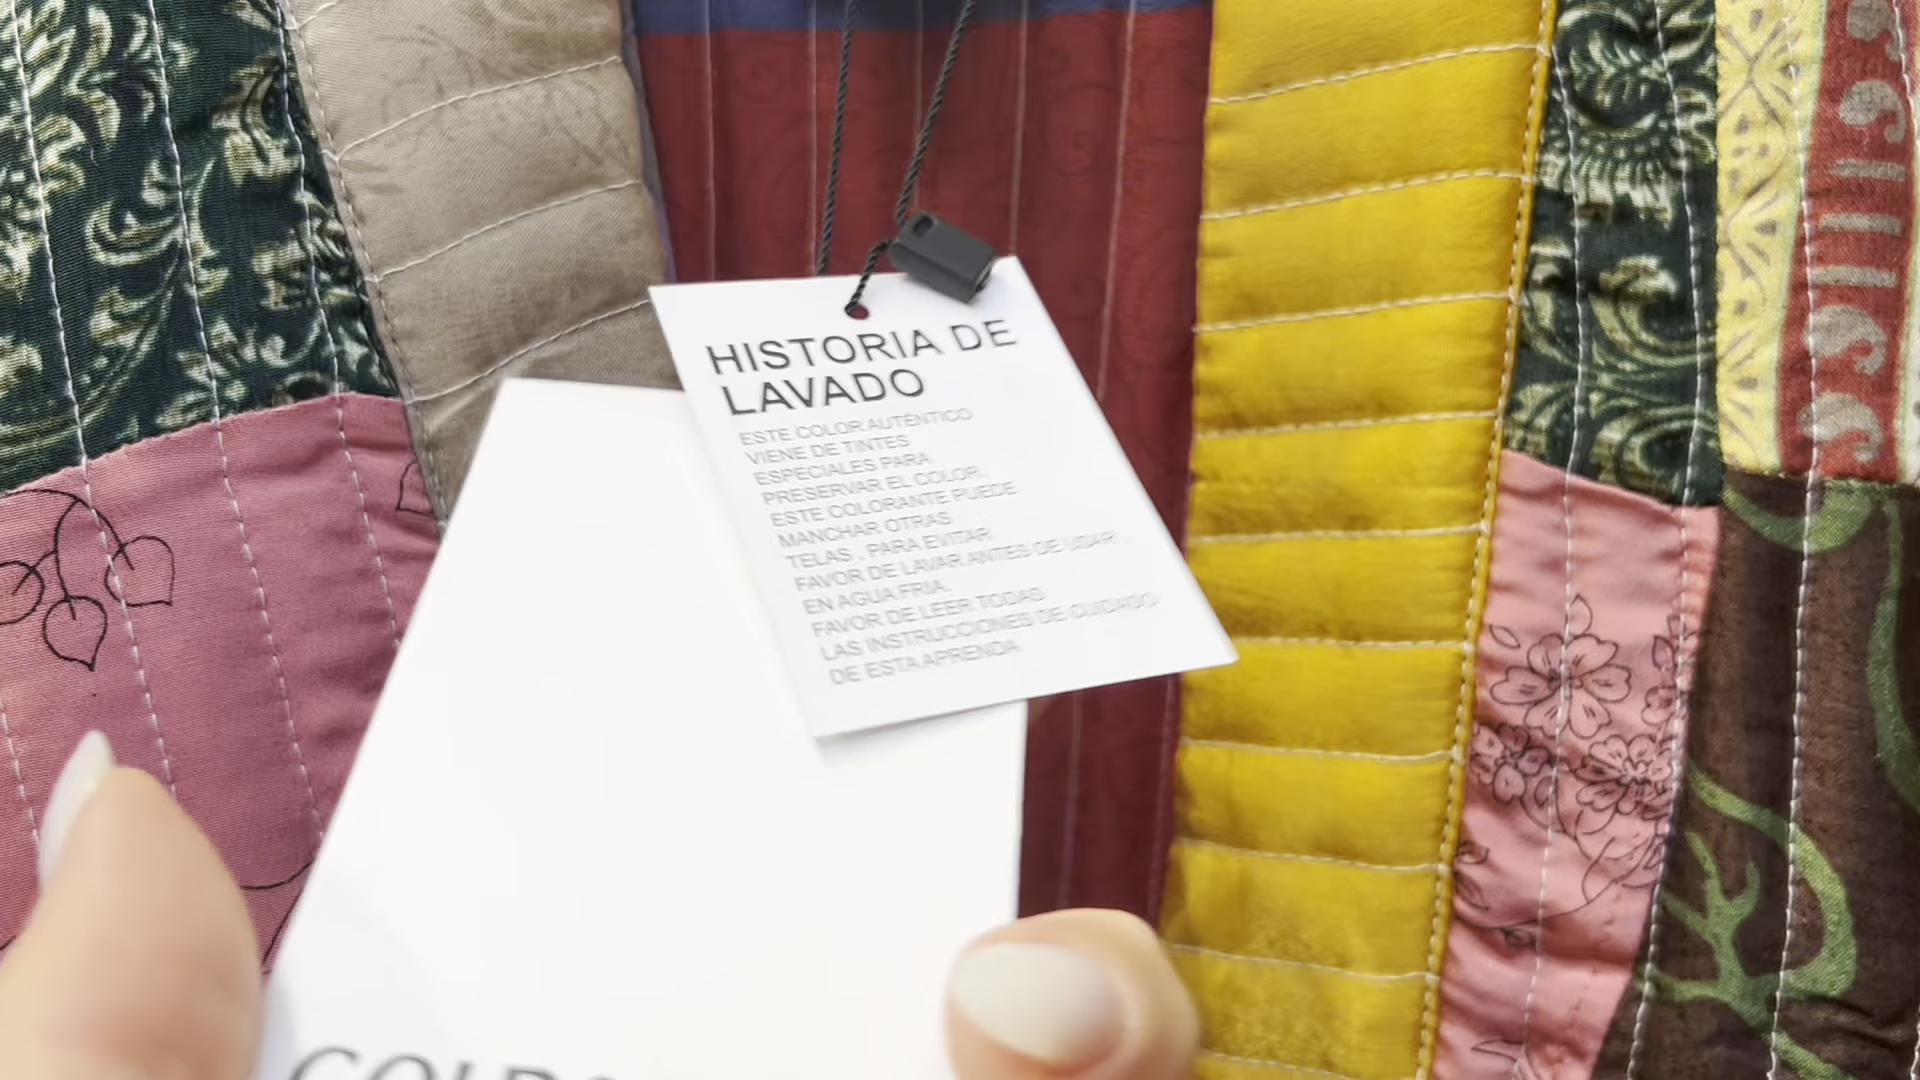 HISTORIA DE
LAVADO
ESTE COLOR AUTÉNTICO
VIENE DE TINTES
ESPECIALES PARA
PRESERVAR EL COLOR.
ESTE COLORANTE PUEDE
MANCHAR OTRAS
TELAS , PARA EVITAR,
FAVOR DE LAVAR ANTES DE USAR ,
EN AGUA FRIA.
FAVOR DE LEER TODAS
LAS INSTRUCCIONES DE CUIDADO
DE ESTA APRENDA